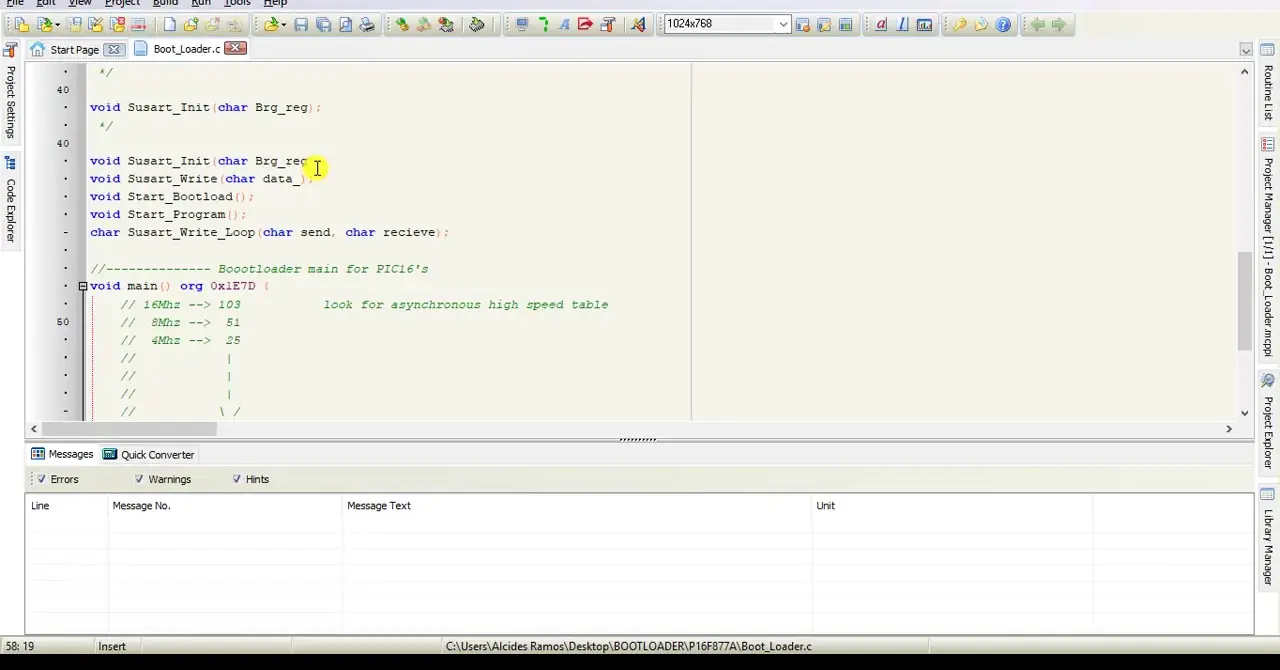 File Edit View Project Build Run Tools Help
1024x768
Start Page
Boot_Loader.c
Project Settings
Code Explorer
*/
40
void Susart_Init(char Brg_reg);
*/
40
void Susart_Init(char Brg_reg
void Susart_Write(char data_);
void Start_Bootload();
void Start_Program();
char Susart_Write_Loop(char send, char recieve);
//-------------- Boootloader main for PIC16's
void main() org 0x1E7D {
// 16Mhz --> 103 look for asynchronous high speed table
50 // 8Mhz --> 51
// 4Mhz --> 25
// |
// |
// |
// \ /
Routine List
Project Manager [1/1] - Boot_Loader.mcppi
Project Explorer
Library Manager
Messages Quick Converter
Errors Warnings Hints
Line Message No. Message Text Unit
58: 19 Insert C:\Users\Alcides Ramos\Desktop\BOOTLOADER\P16F877A\Boot_Loader.c